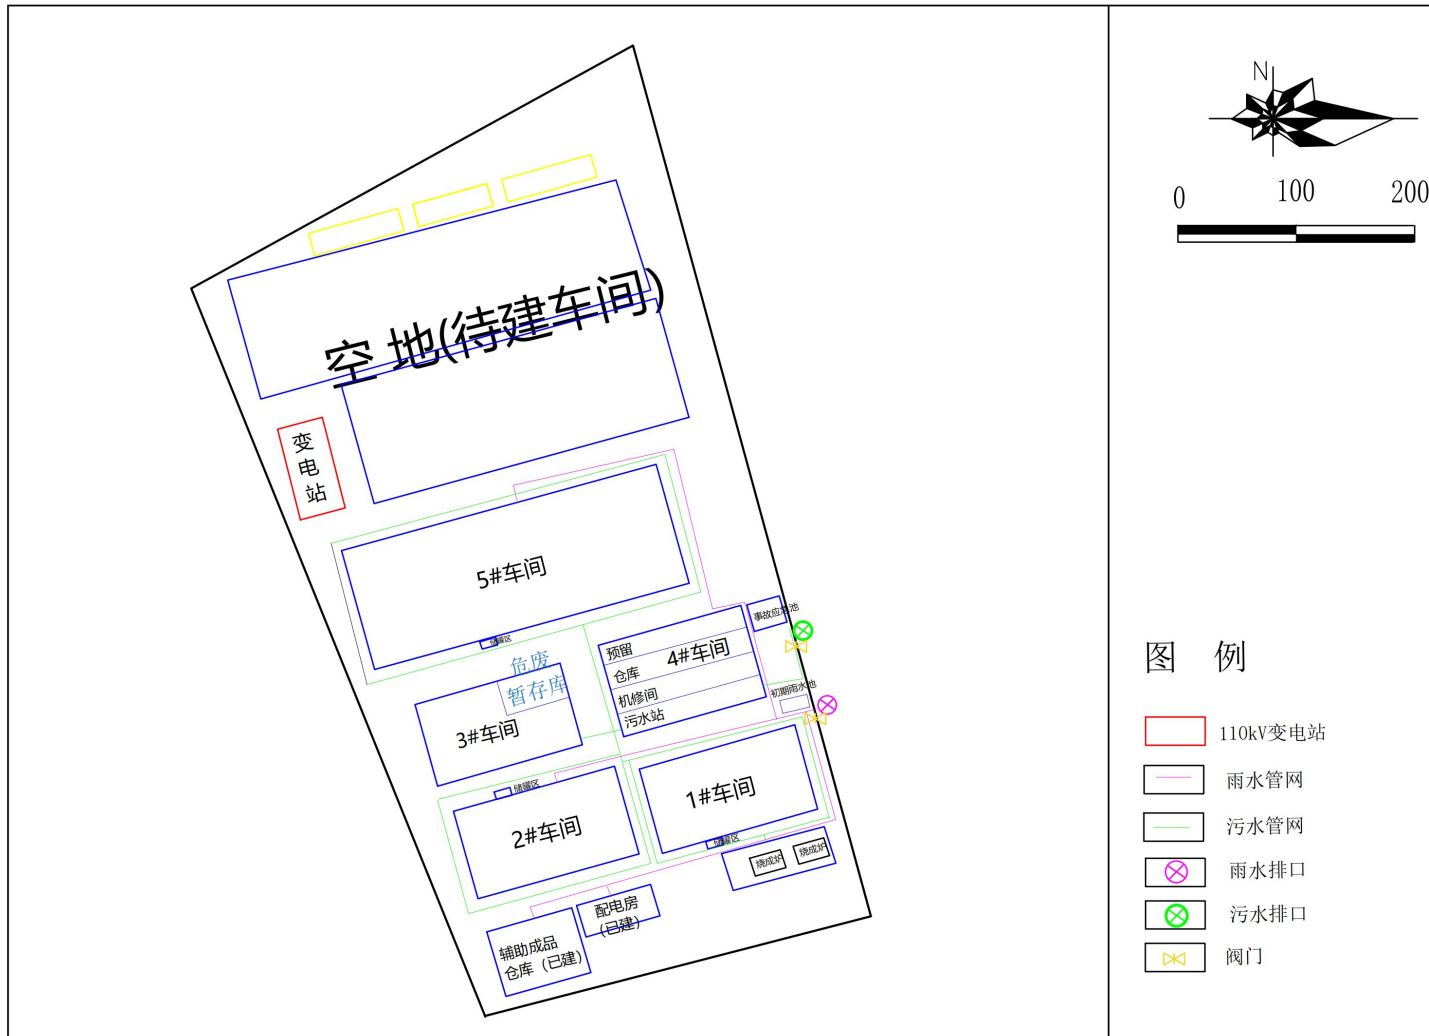 N
0 100 200
空 地(待建车间)
变
电
站
5#车间
储罐区
事故应急池
危废
暂存库
预留
4#车间
仓库
机修间
污水站
初期雨水池
3#车间
储罐区
1#车间
2#车间
储罐区
烧成炉
烧成炉
配电房
(已建)
辅助成品
仓库（已建）
图 例
110kV变电站
雨水管网
污水管网
雨水排口
污水排口
阀门